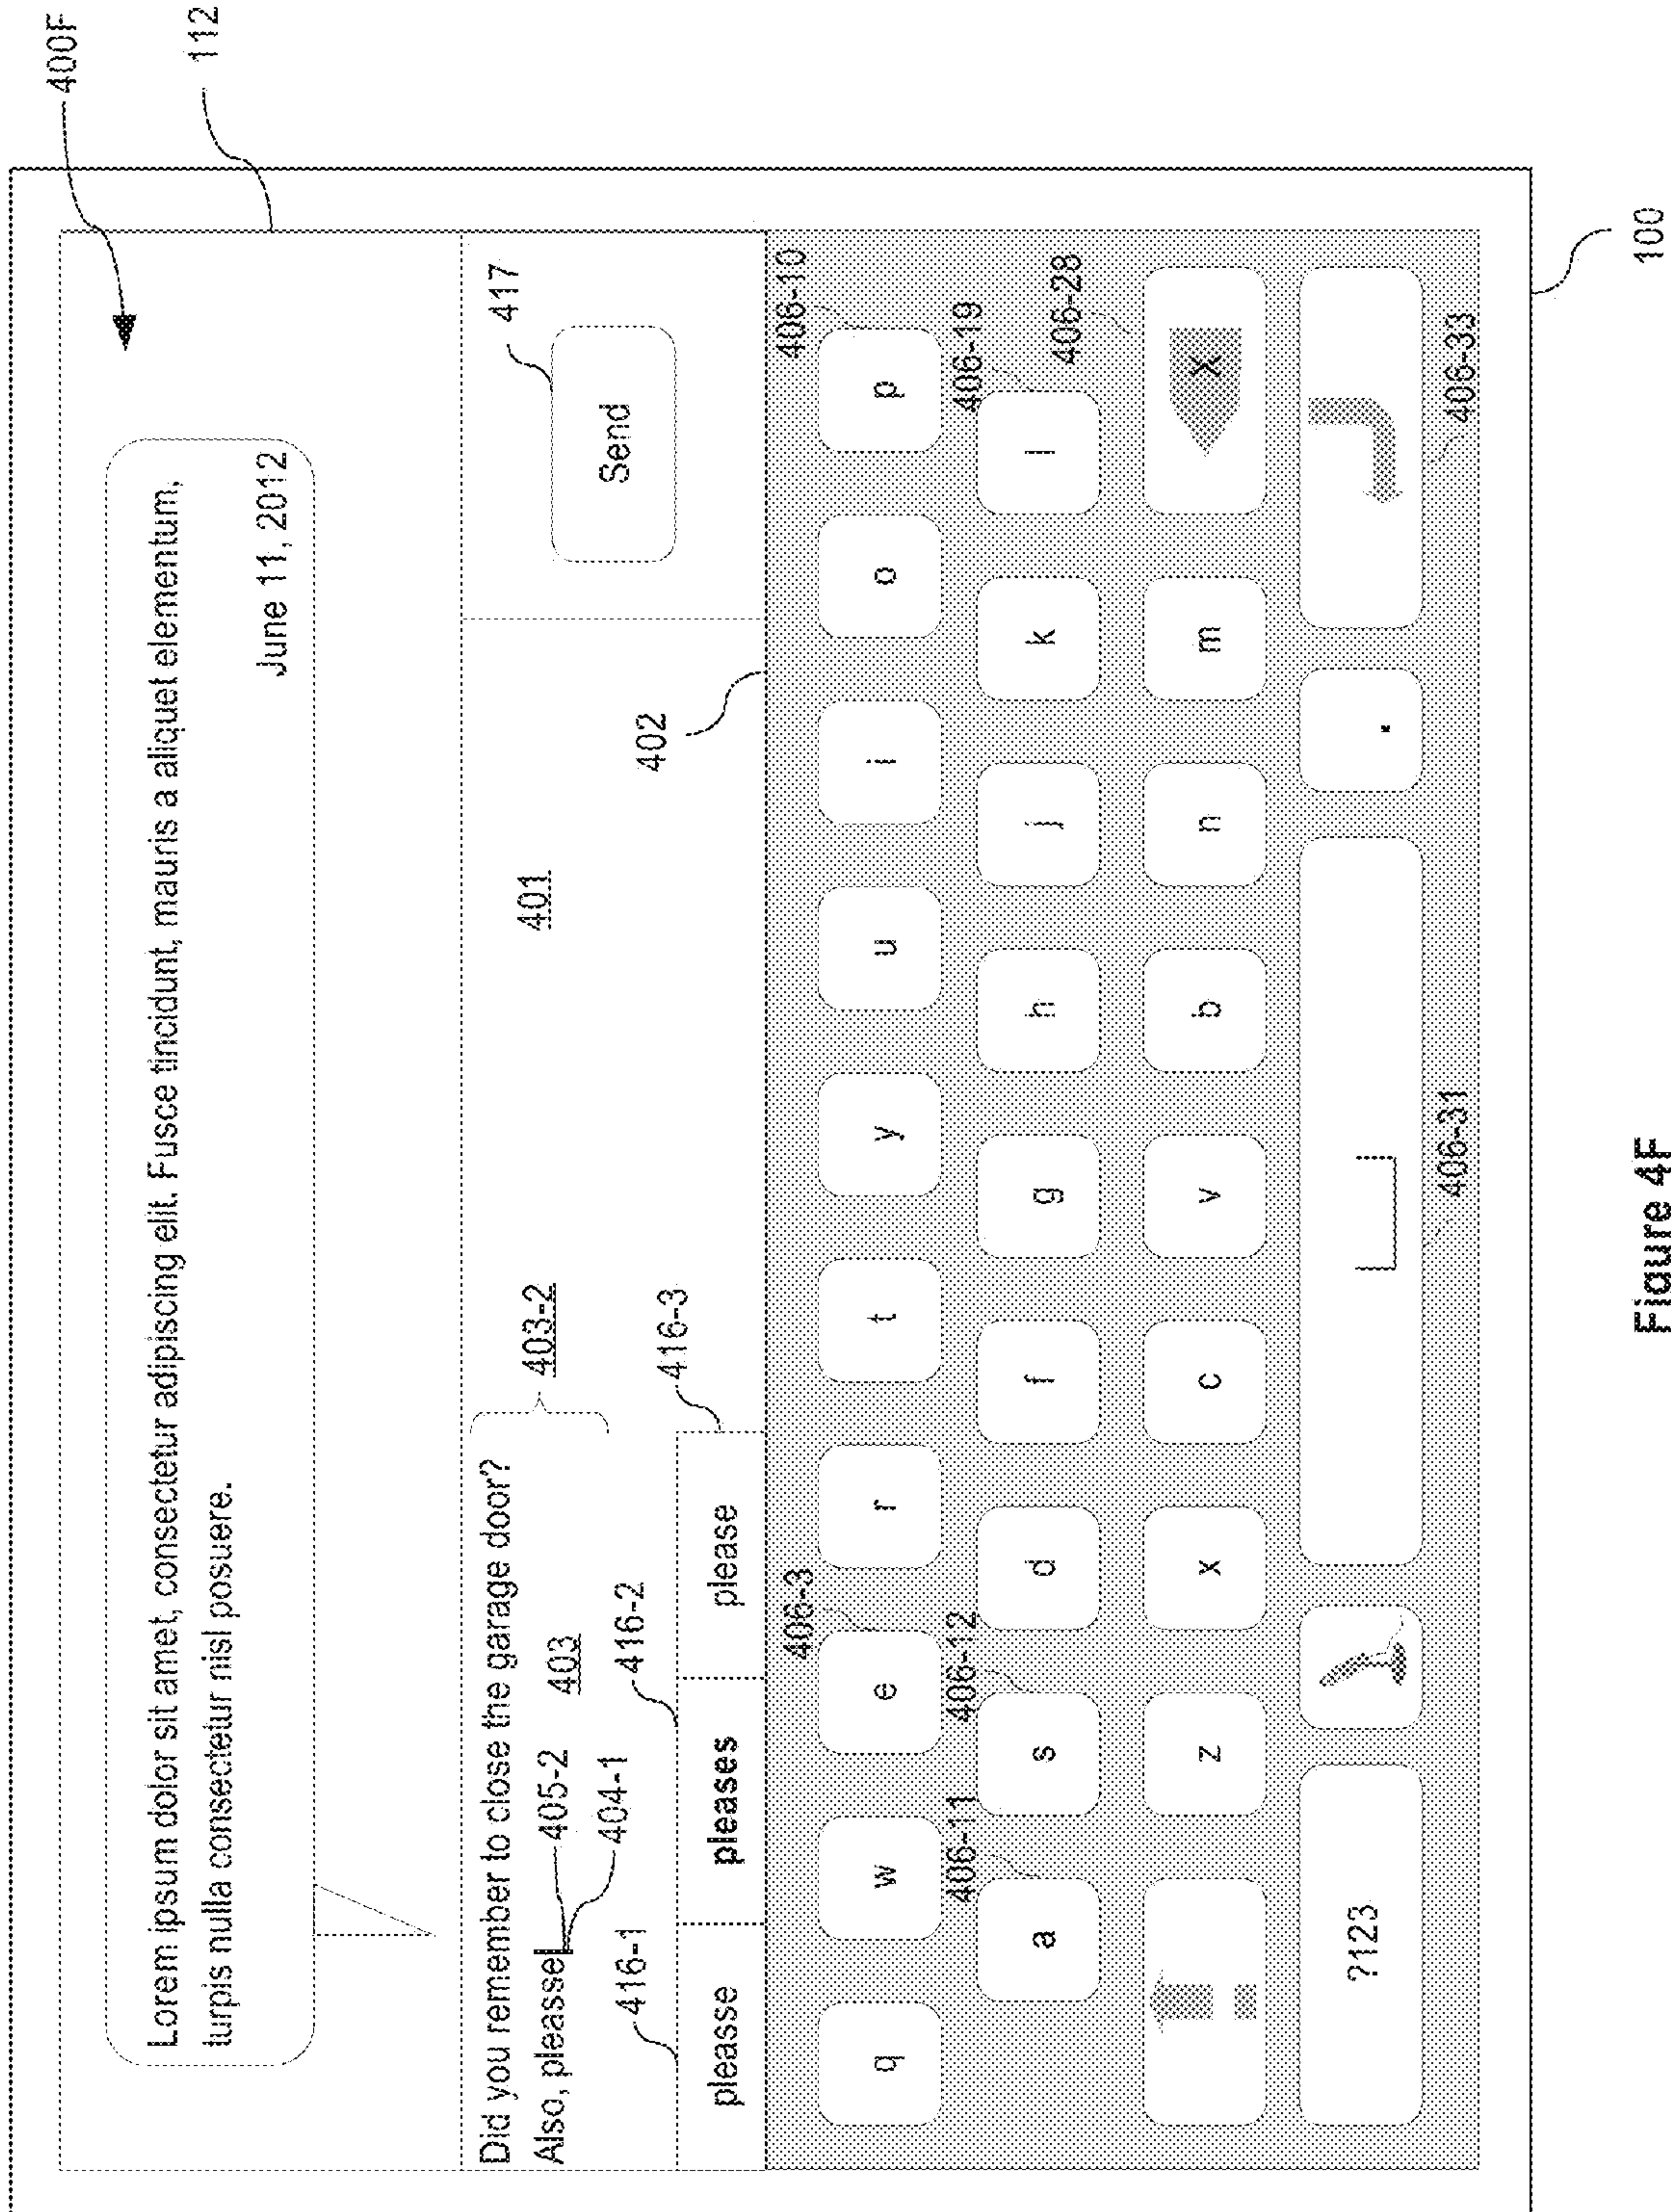 400F
112
Lorem ipsum dolor sit amet, consectetur adipiscing elit. Fusce tincidunt, mauris a aliquet elementum,
turpis nulla consectetur nisl posuere.
June 11, 2012
Did you remember to close the garage door?
403-2
401
417
Also, pleasse
405-2
403
404-1
Send
416-1
416-2
416-3
402
pleasse
pleases
please
406-3
406-10
q w e r t y u i o p
406-11
406-12
406-19
a s d f g h j k l
406-28
z x c v b n m X
?123
.
406-31
406-33
100
Figure 4F